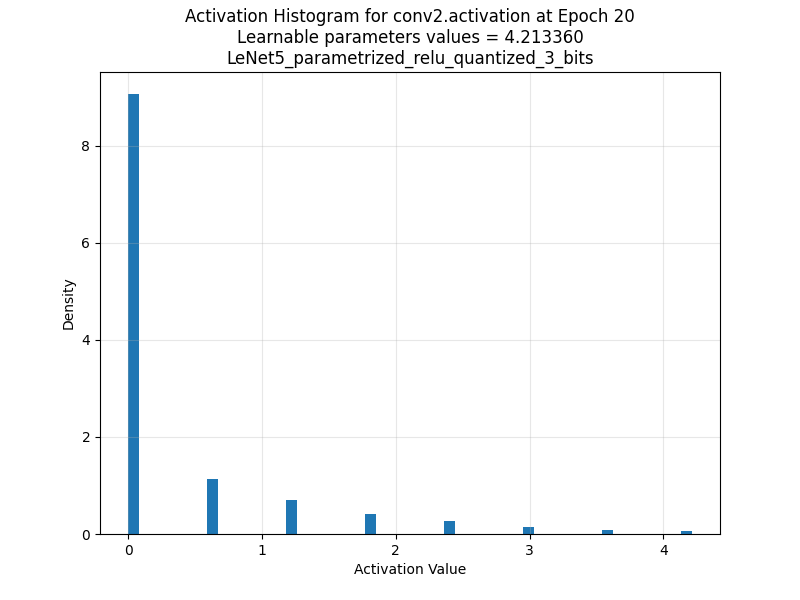 Activation Histogram for conv2.activation at Epoch 20
Learnable parameters values = 4.213360
LeNet5_parametrized_relu_quantized_3_bits
8
6
4
2
0
Density
0 1 2 3 4
Activation Value